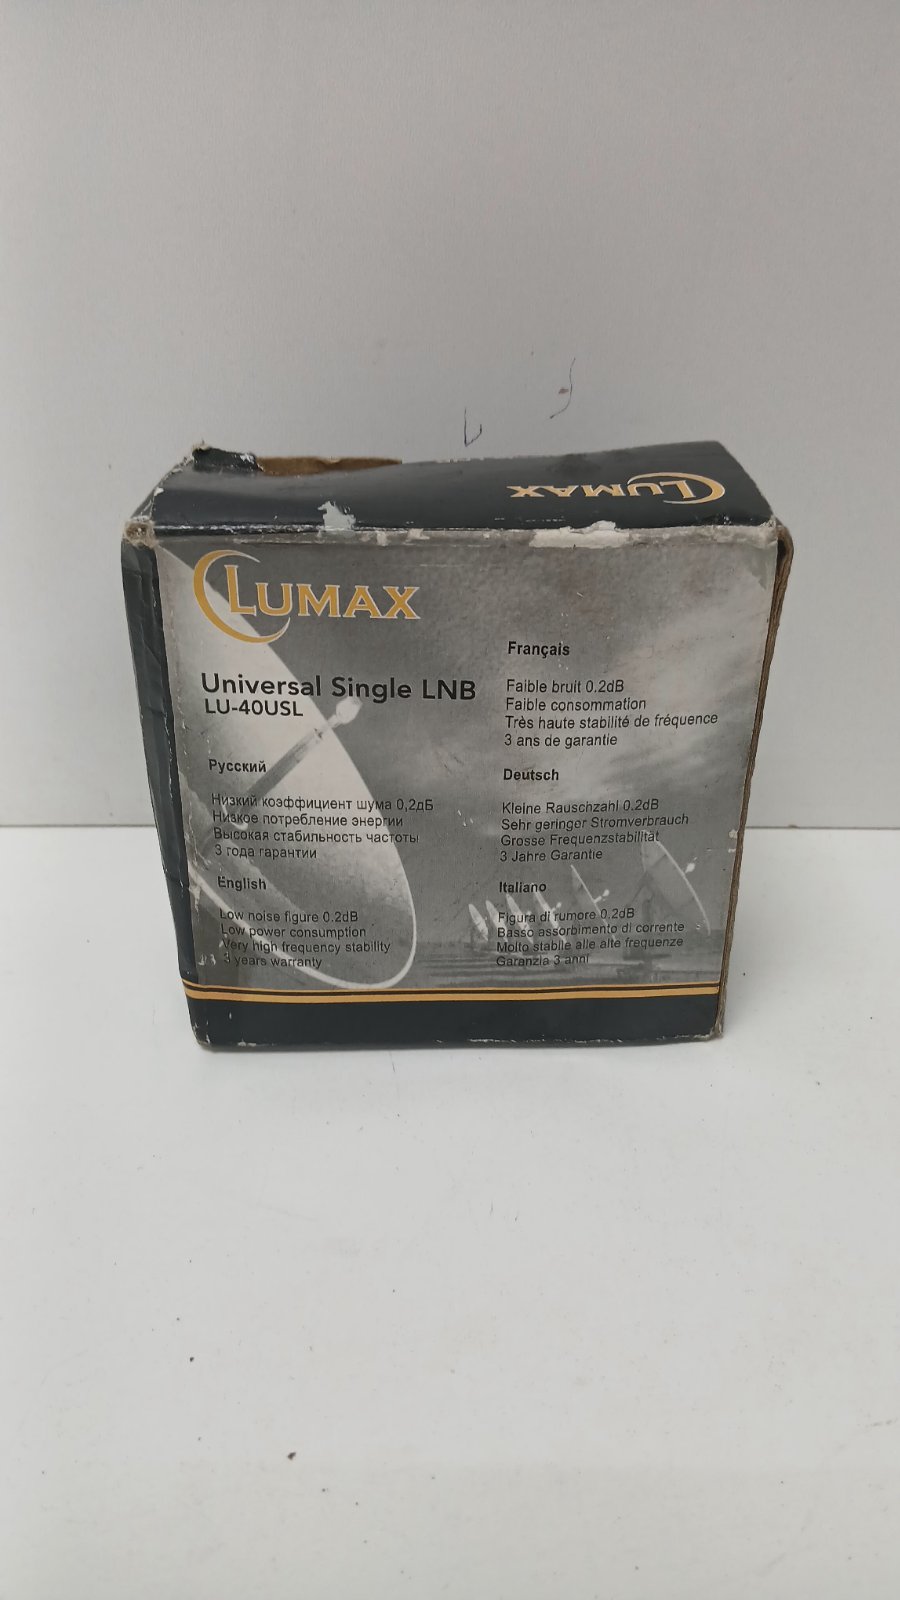 LUMAX
LUMAX
Universal Single LNB
LU-40USL
Русский
Низкий коэффициент шума 0,2дБ
Низкое потребление энергии
Высокая стабильность частоты
3 года гарантии
English
Low noise figure 0.2dB
Low power consumption
Very high frequency stability
3 years warranty
Français
Faible bruit 0.2dB
Faible consommation
Très haute stabilité de fréquence
3 ans de garantie
Deutsch
Kleine Rauschzahl 0.2dB
Sehr geringer Stromverbrauch
Grosse Frequenzstabilität
3 Jahre Garantie
Italiano
Figura di rumore 0.2dB
Basso assorbimento di corrente
Molto stabile alle alte frequenze
Garanzia 3 anni